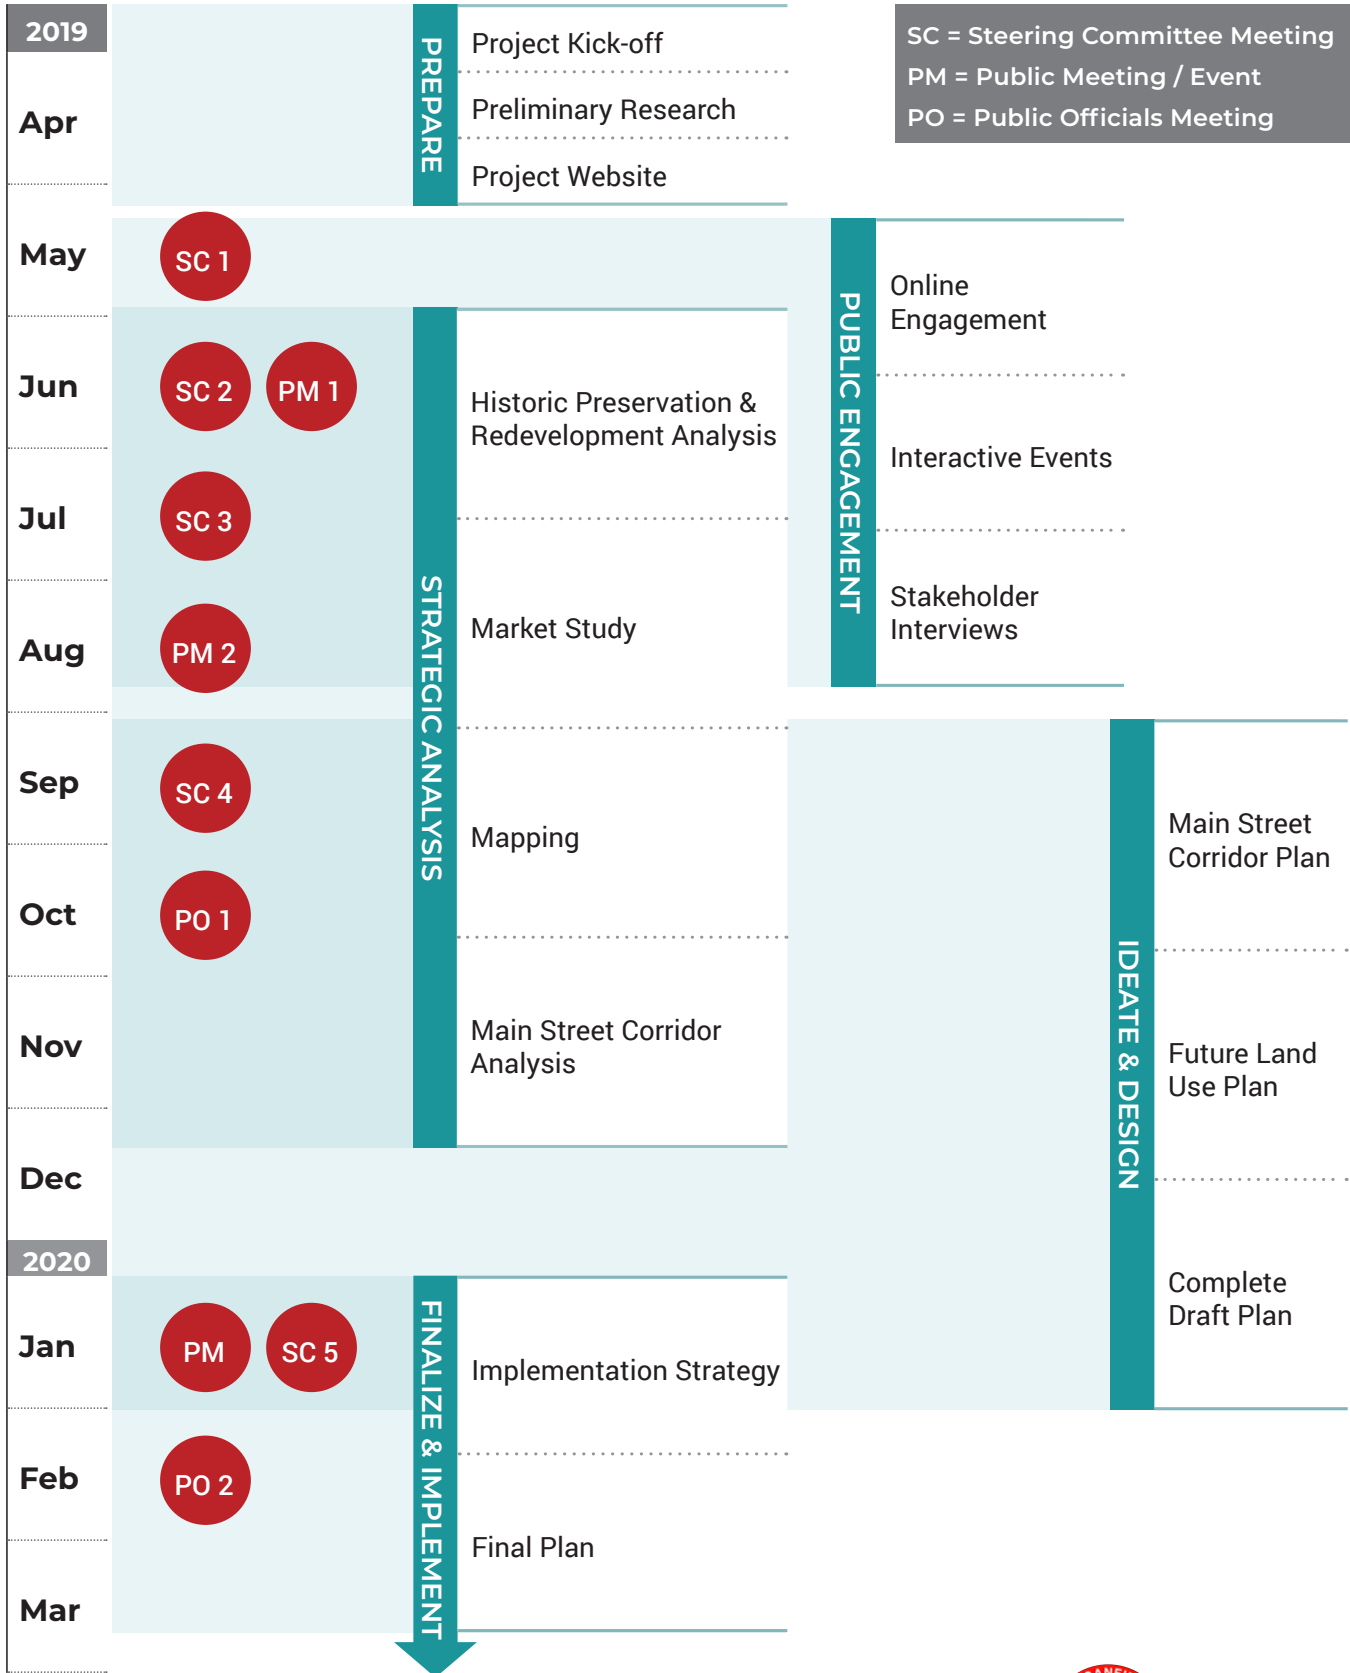 2019
Apr
May
Jun
Jul
Aug
Sep
Oct
Nov
Dec
2020
Jan
Feb
Mar
SC 1
SC 2
PM 1
SC 3
PM 2
SC 4
PO 1
PM
SC 5
PO 2
PREPARE
Project Kick-off
Preliminary Research
Project Website
STRATEGIC ANALYSIS
Historic Preservation &
Redevelopment Analysis
Market Study
Mapping
Main Street Corridor
Analysis
FINALIZE & IMPLEMENT
Implementation Strategy
Final Plan
PUBLIC ENGAGEMENT
Online
Engagement
Interactive Events
Stakeholder
Interviews
IDEATE & DESIGN
Main Street
Corridor Plan
Future Land
Use Plan
Complete
Draft Plan
SC = Steering Committee Meeting
PM = Public Meeting / Event
PO = Public Officials Meeting